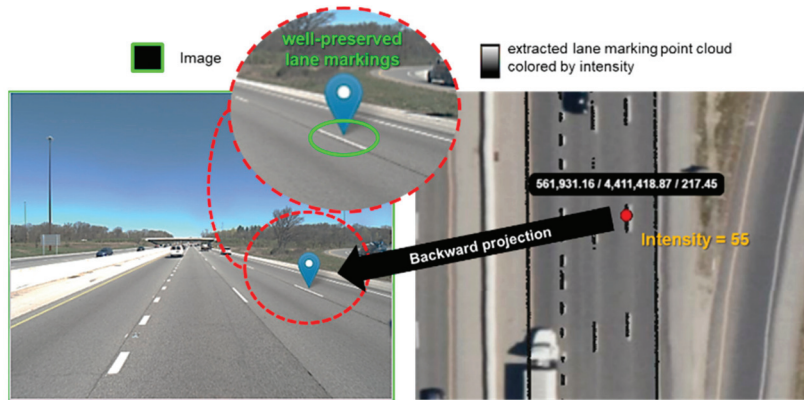 Image
well-preserved
lane markings
extracted lane marking point cloud
colored by intensity
561,931.16 / 4,411,418.87 / 217.45
Intensity = 55
Backward projection